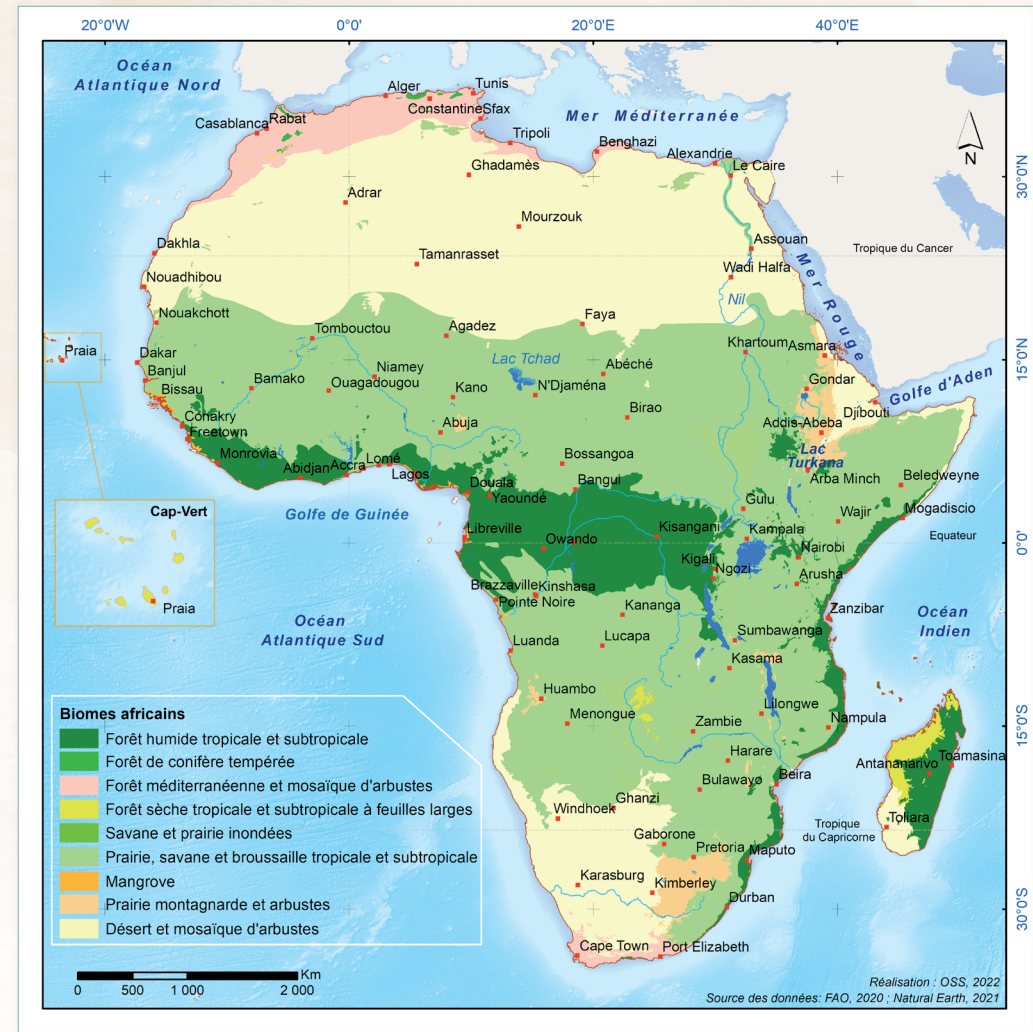 20°0'W
0°0'
20°0'E
40°0'E
Océan
Atlantique Nord
Alger
Tunis
Constantine
Sfax
Mer Méditerranée
Casablanca
Rabat
Tripoli
Benghazi
Alexandrie
Le Caire
N
30°0'N
Ghadamès
Adrar
Mourzouk
Dakhla
Assouan
Tropique du Cancer
Tamanrasset
Wadi Halfa
Mer Rouge
Nouadhibou
Nil
Nouakchott
Tombouctou
Agadez
Faya
Khartoum
Asmara
Praia
Dakar
Lac Tchad
Abéché
15°0'N
Banjul
Niamey
Bamako
Ouagadougou
Kano
N'Djaména
Gondar
Golfe d'Aden
Bissau
Birao
Djíbouti
Conakry
Abuja
Addis-Abeba
Freetown
Lac
Turkana
Monrovia
Abidjan
Accra
Lomé
Lagos
Bossangoa
Douala
Bangui
Arba Minch
Beledweyne
Yaoundé
Cap-Vert
Golfe de Guinée
Gulu
Wajir
Mogadiscio
Libreville
Kisangani
Kampala
Equateur
0°0'
Owando
Kigali
Nairobi
Ngozi
Praia
Brazzaville
Kinshasa
Arusha
Pointe Noire
Kananga
Zanzibar
Océan
Indien
Océan
Atlantique Sud
Luanda
Lucapa
Sumbawanga
Kasama
Huambo
Menongue
Lilongwe
Zambie
Nampula
15°0'S
Harare
Antananarivo
Toamasina
Beira
Bulawayo
Windhoek
Ghanzi
Tropique
du Capricorne
Toliara
Gaborone
Pretoria
Maputo
Karasburg
Kimberley
Durban
30°0'S
Cape Town
Port Elizabeth
Biomes africains
Forêt humide tropicale et subtropicale
Forêt de conifère tempérée
Forêt méditerranéenne et mosaïque d'arbustes
Forêt sèche tropicale et subtropicale à feuilles larges
Savane et prairie inondées
Prairie, savane et broussaille tropicale et subtropicale
Mangrove
Prairie montagnarde et arbustes
Désert et mosaïque d'arbustes
Km
0 500 1 000 2 000
Réalisation : OSS, 2022
Source des données: FAO, 2020 ; Natural Earth, 2021